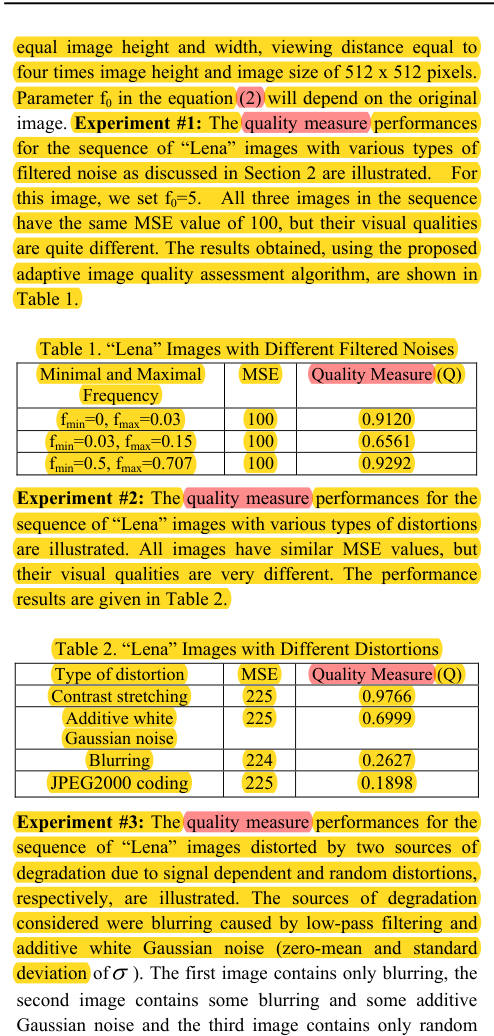 equal image height and width, viewing distance equal to
four times image height and image size of 512 x 512 pixels.
Parameter f0 in the equation (2) will depend on the original
image. Experiment #1: The quality measure performances
for the sequence of “Lena” images with various types of
filtered noise as discussed in Section 2 are illustrated. For
this image, we set f0=5. All three images in the sequence
have the same MSE value of 100, but their visual qualities
are quite different. The results obtained, using the proposed
adaptive image quality assessment algorithm, are shown in
Table 1.
Table 1. “Lena” Images with Different Filtered Noises
Minimal and Maximal Frequency MSE Quality Measure (Q)
fmin=0, fmax=0.03 100 0.9120
fmin=0.03, fmax=0.15 100 0.6561
fmin=0.5, fmax=0.707 100 0.9292
Experiment #2: The quality measure performances for the
sequence of “Lena” images with various types of distortions
are illustrated. All images have similar MSE values, but
their visual qualities are very different. The performance
results are given in Table 2.
Table 2. “Lena” Images with Different Distortions
Type of distortion MSE Quality Measure (Q)
Contrast stretching 225 0.9766
Additive white Gaussian noise 225 0.6999
Blurring 224 0.2627
JPEG2000 coding 225 0.1898
Experiment #3: The quality measure performances for the
sequence of “Lena” images distorted by two sources of
degradation due to signal dependent and random distortions,
respectively, are illustrated. The sources of degradation
considered were blurring caused by low-pass filtering and
additive white Gaussian noise (zero-mean and standard
deviation of σ ). The first image contains only blurring, the
second image contains some blurring and some additive
Gaussian noise and the third image contains only random